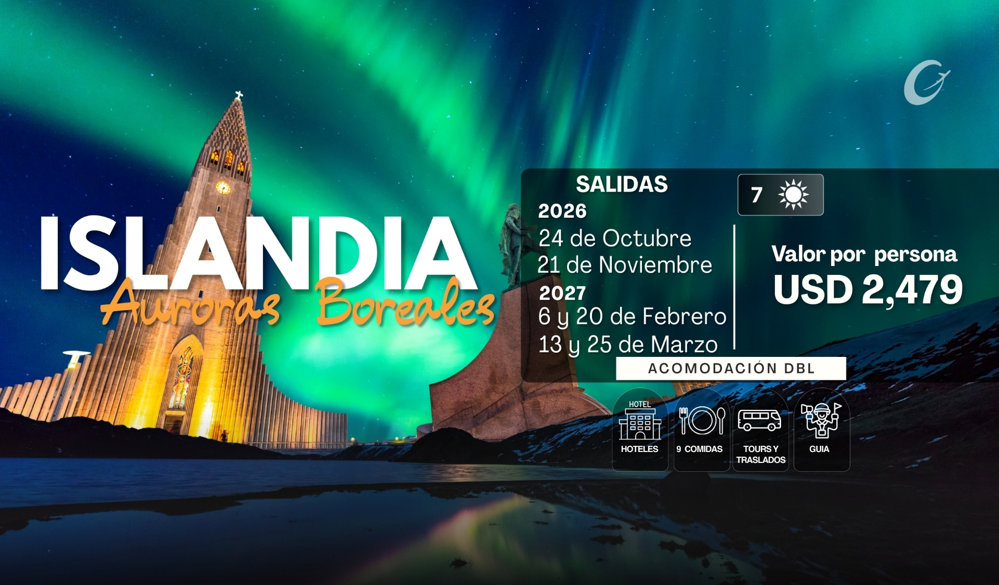 ISLANDIA
Auroras Boreales
SALIDAS
2026
24 de Octubre
21 de Noviembre
2027
6 y 20 de Febrero
13 y 25 de Marzo
7
Valor por persona
USD 2,479
ACOMODACIÓN DBL
HOTEL
HOTELES
9 COMIDAS
TOURS Y
TRASLADOS
GUIA